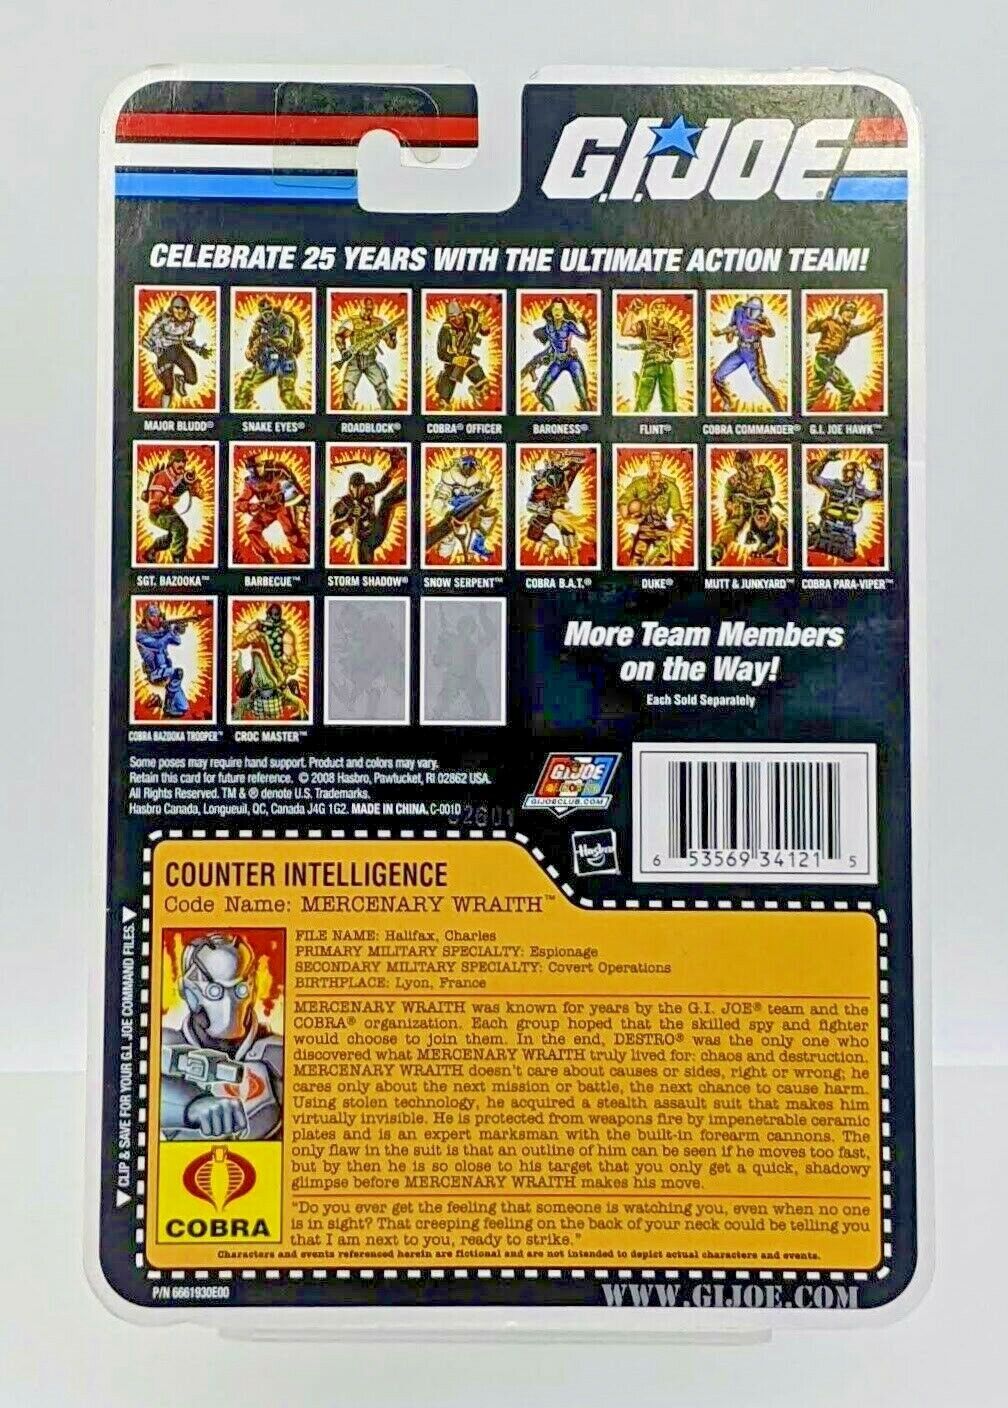 G.I.JOE®
CELEBRATE 25 YEARS WITH THE ULTIMATE ACTION TEAM!
MAJOR BLUDD® SNAKE EYES® ROADBLOCK® COBRA® OFFICER BARONESS® FLINT® COBRA COMMANDER® G.I. JOE HAWK™
SGT. BAZOOKA™ BARBECUE™ STORM SHADOW® SNOW SERPENT™ COBRA B.A.T.® DUKE® MUTT & JUNKYARD™ COBRA PARA-VIPER™
COBRA BAZOOKA TROOPER™ CROC MASTER™
More Team Members
on the Way!
Each Sold Separately
Some poses may require hand support. Product and colors may vary.
Retain this card for future reference. © 2008 Hasbro, Pawtucket, RI 02862 USA.
All Rights Reserved. TM & ® denote U.S. Trademarks.
Hasbro Canada, Longueuil, QC, Canada J4G 1G2. MADE IN CHINA. C-001D
82601
GIJOE
GIJOECLUB.COM
Hasbro
6 53569 34121 5
COUNTER INTELLIGENCE
Code Name: MERCENARY WRAITH™
FILE NAME: Halifax, Charles
PRIMARY MILITARY SPECIALTY: Espionage
SECONDARY MILITARY SPECIALTY: Covert Operations
BIRTHPLACE: Lyon, France
MERCENARY WRAITH was known for years by the G.I. JOE® team and the
COBRA® organization. Each group hoped that the skilled spy and fighter
would choose to join them. In the end, DESTRO® was the only one who
discovered what MERCENARY WRAITH truly lived for: chaos and destruction.
MERCENARY WRAITH doesn't care about causes or sides, right or wrong; he
cares only about the next mission or battle, the next chance to cause harm.
Using stolen technology, he acquired a stealth assault suit that makes him
virtually invisible. He is protected from weapons fire by impenetrable ceramic
plates and is an expert marksman with the built-in forearm cannons. The
only flaw in the suit is that an outline of him can be seen if he moves too fast,
but by then he is so close to his target that you only get a quick, shadowy
glimpse before MERCENARY WRAITH makes his move.
"Do you ever get the feeling that someone is watching you, even when no one
is in sight? That creeping feeling on the back of your neck could be telling you
that I am next to you, ready to strike."
Characters and events referenced herein are fictional and are not intended to depict actual characters and events.
COBRA
CLIP & SAVE FOR YOUR G.I. JOE COMMAND FILES.
P/N 6661930E00
WWW.GIJOE.COM